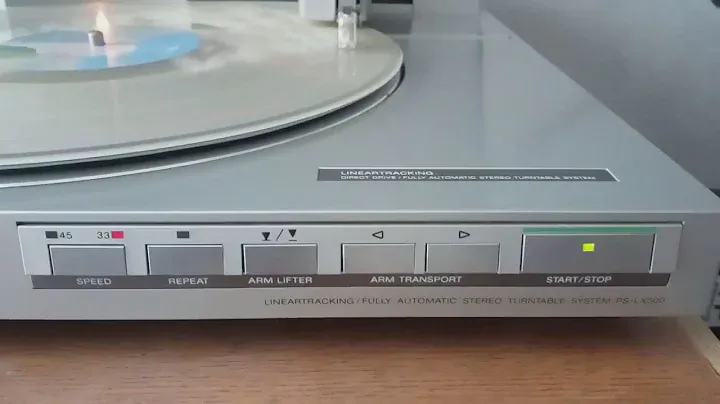 LINEARTRACKING
DIRECT DRIVE / FULLY AUTOMATIC STEREO TURNTABLE SYSTEM
45 33
SPEED REPEAT ARM LIFTER ARM TRANSPORT START/STOP
LINEARTRACKING/FULLY AUTOMATIC STEREO TURNTABLE SYSTEM PS-LX500